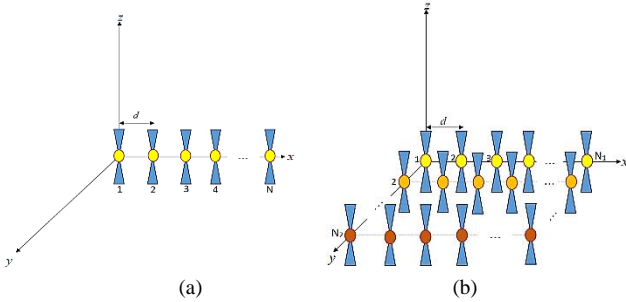 z
d
x
1 2 3 4 ... N
y
(a)
z
d
1 2 3 ... N₁ x
2 ...
...
N₂ ...
y
(b)